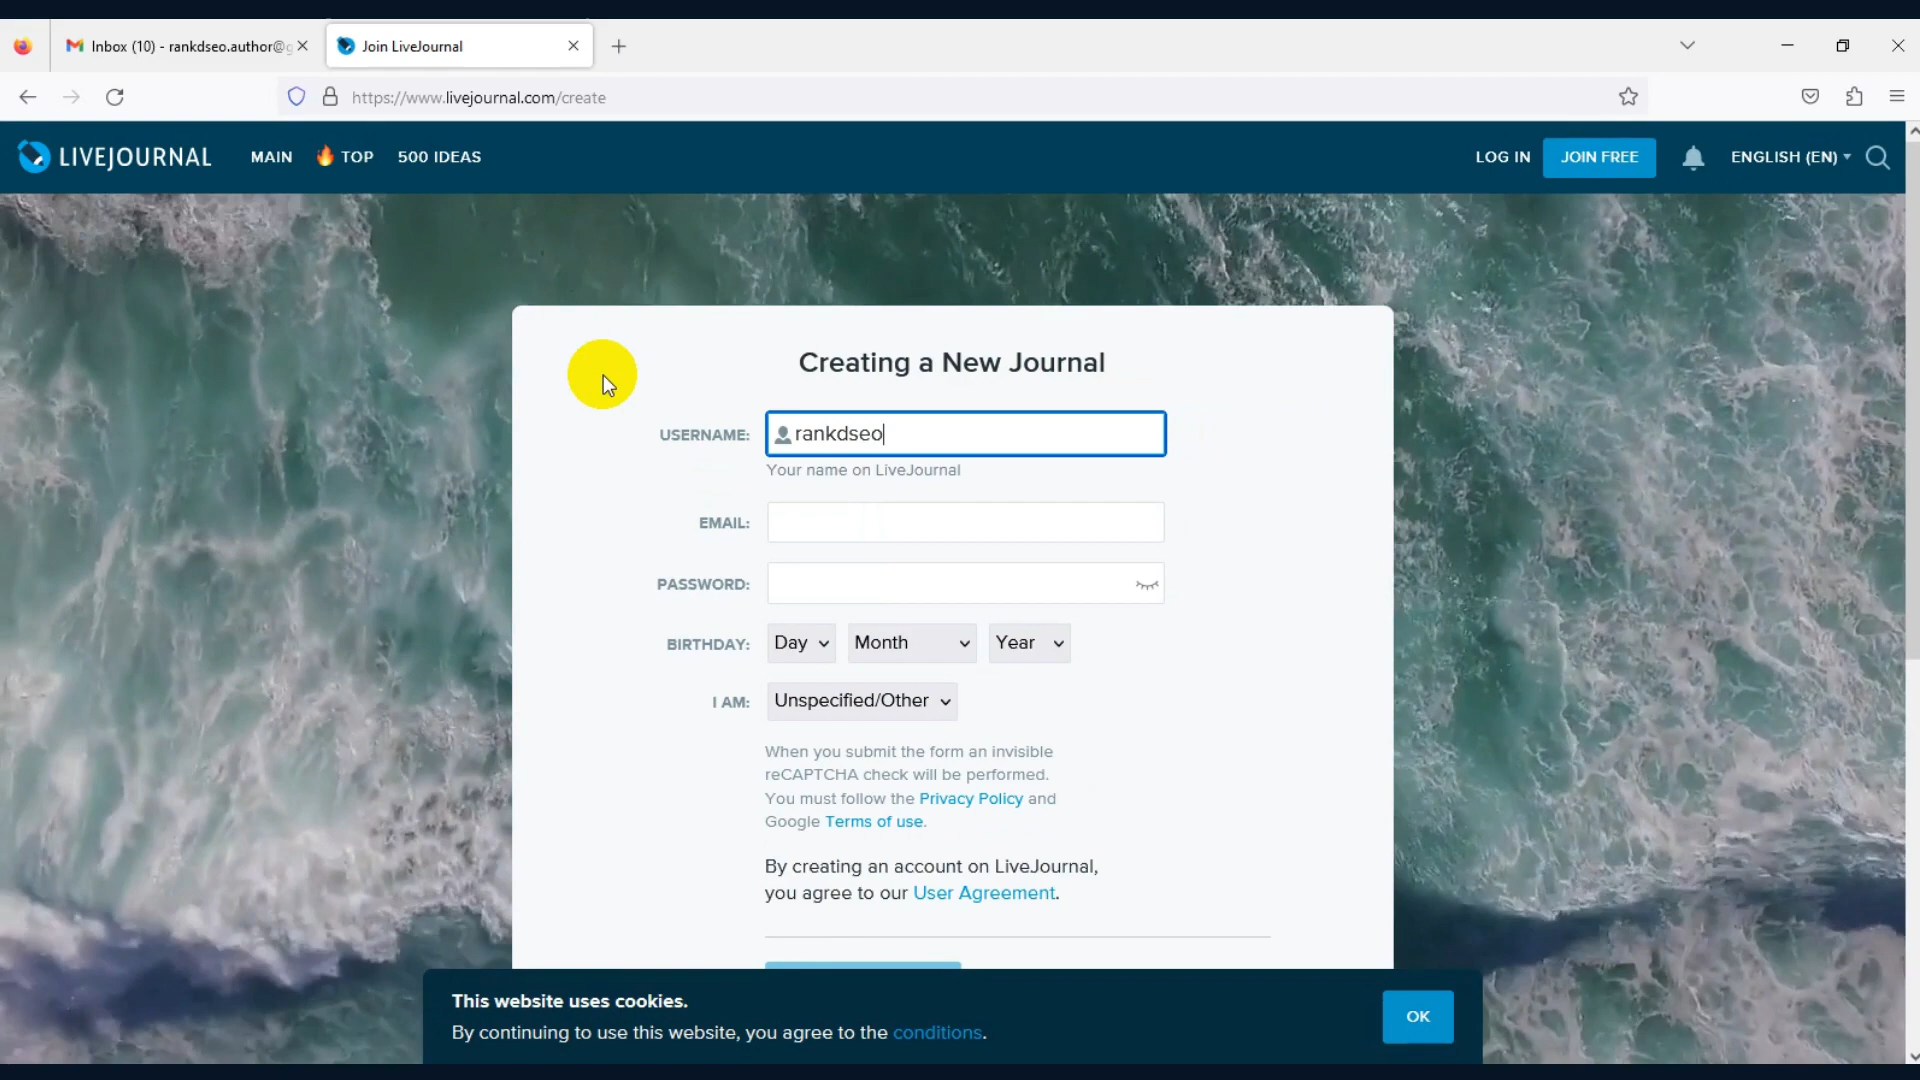 Inbox (10) - rankdseo.author@g
Join LiveJournal
https://www.livejournal.com/create
LIVEJOURNAL
MAIN
TOP
500 IDEAS
LOG IN
JOIN FREE
ENGLISH (EN)
Creating a New Journal
USERNAME:
rankdseo
Your name on LiveJournal
EMAIL:
PASSWORD:
BIRTHDAY:
Day
Month
Year
I AM:
Unspecified/Other
When you submit the form an invisible
reCAPTCHA check will be performed.
You must follow the Privacy Policy and
Google Terms of use.
By creating an account on LiveJournal,
you agree to our User Agreement.
This website uses cookies.
By continuing to use this website, you agree to the conditions.
OK